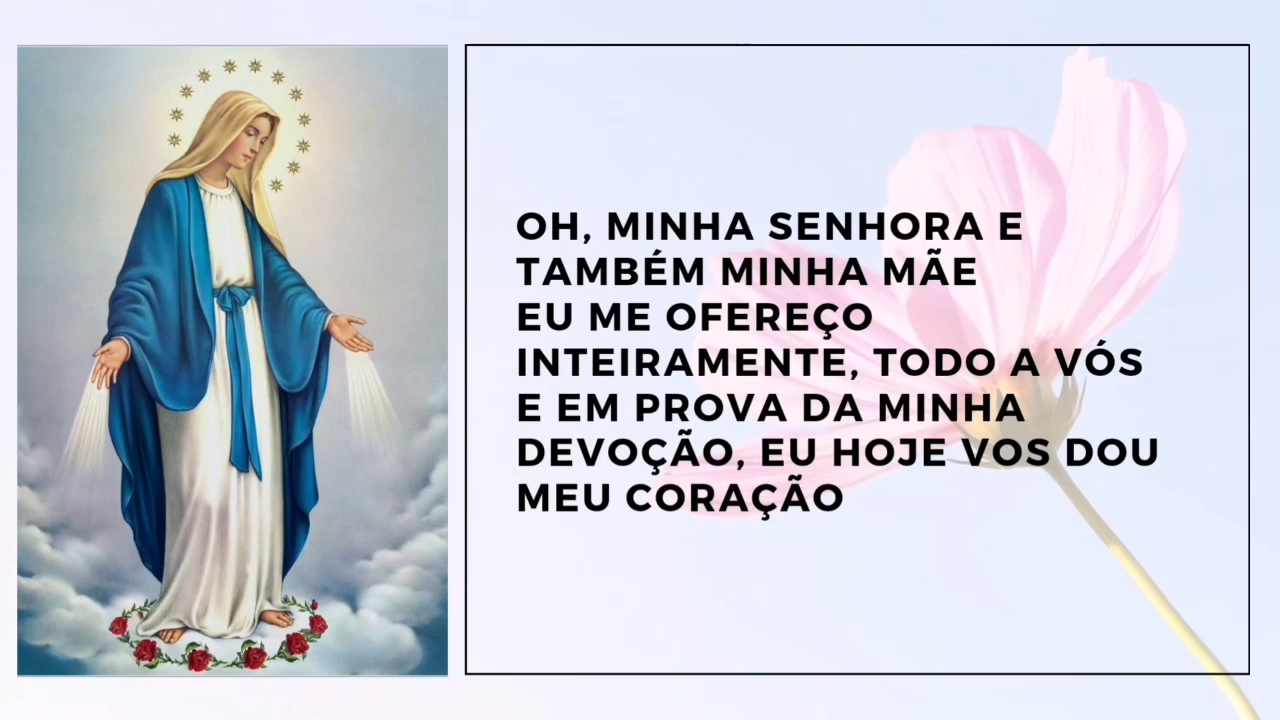 OH, MINHA SENHORA E
TAMBÉM MINHA MÃE
EU ME OFEREÇO
INTEIRAMENTE, TODO A VÓS
E EM PROVA DA MINHA
DEVOÇÃO, EU HOJE VOS DOU
MEU CORAÇÃO